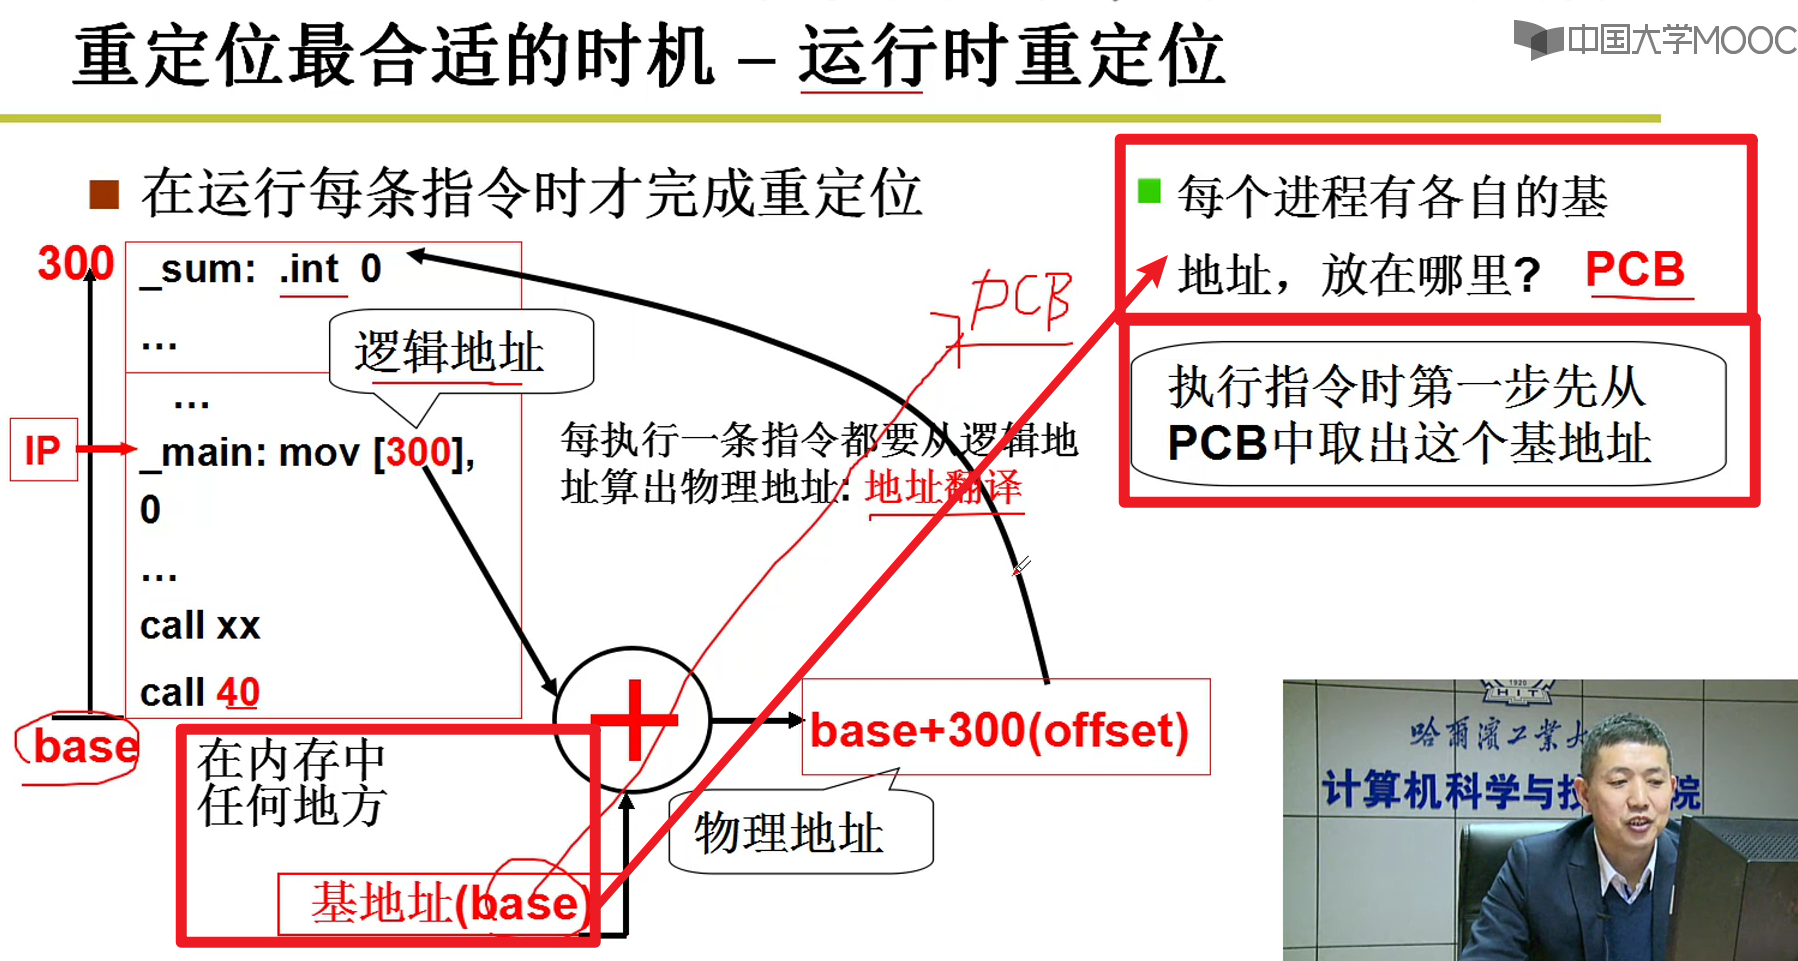 重定位最合适的时机 – 运行时重定位
中国大学MOOC
在运行每条指令时才完成重定位
300
_sum: .int 0
...
逻辑地址
...
IP
_main: mov [300],
0
...
call xx
call 40
base
在内存中
任何地方
基地址(base)
每执行一条指令都要从逻辑地
址算出物理地址: 地址翻译
PCB
+
base+300(offset)
物理地址
每个进程有各自的基
地址，放在哪里? PCB
执行指令时第一步先从
PCB中取出这个基地址
1920
HIT
哈爾濱工業大
计算机科学与技
院